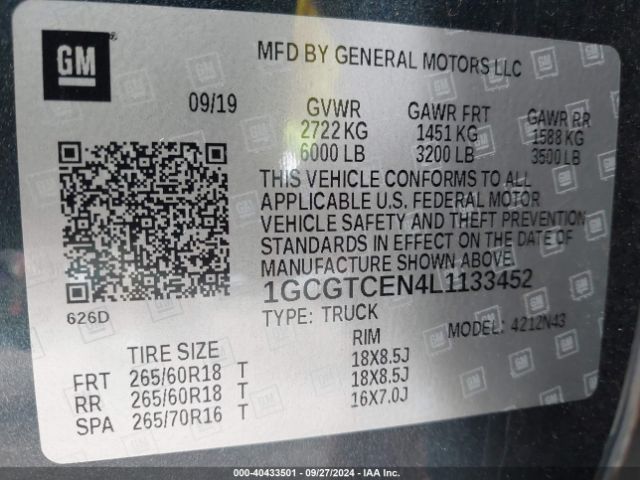 GM
MFD BY GENERAL MOTORS LLC
09/19 GVWR GAWR FRT GAWR RR
2722 KG 1451 KG 1588 KG
6000 LB 3200 LB 3500 LB
THIS VEHICLE CONFORMS TO ALL
APPLICABLE U.S. FEDERAL MOTOR
VEHICLE SAFETY AND THEFT PREVENTION
STANDARDS IN EFFECT ON THE DATE OF
MANUFACTURE SHOWN ABOVE.
1GCGTCEN4L1133452
626D
TYPE: TRUCK MODEL: 4212N43
TIRE SIZE RIM
FRT 265/60R18 T 18X8.5J
RR 265/60R18 T 18X8.5J
SPA 265/70R16 T 16X7.0J
000-40433501 - 09/27/2024 - IAA Inc.